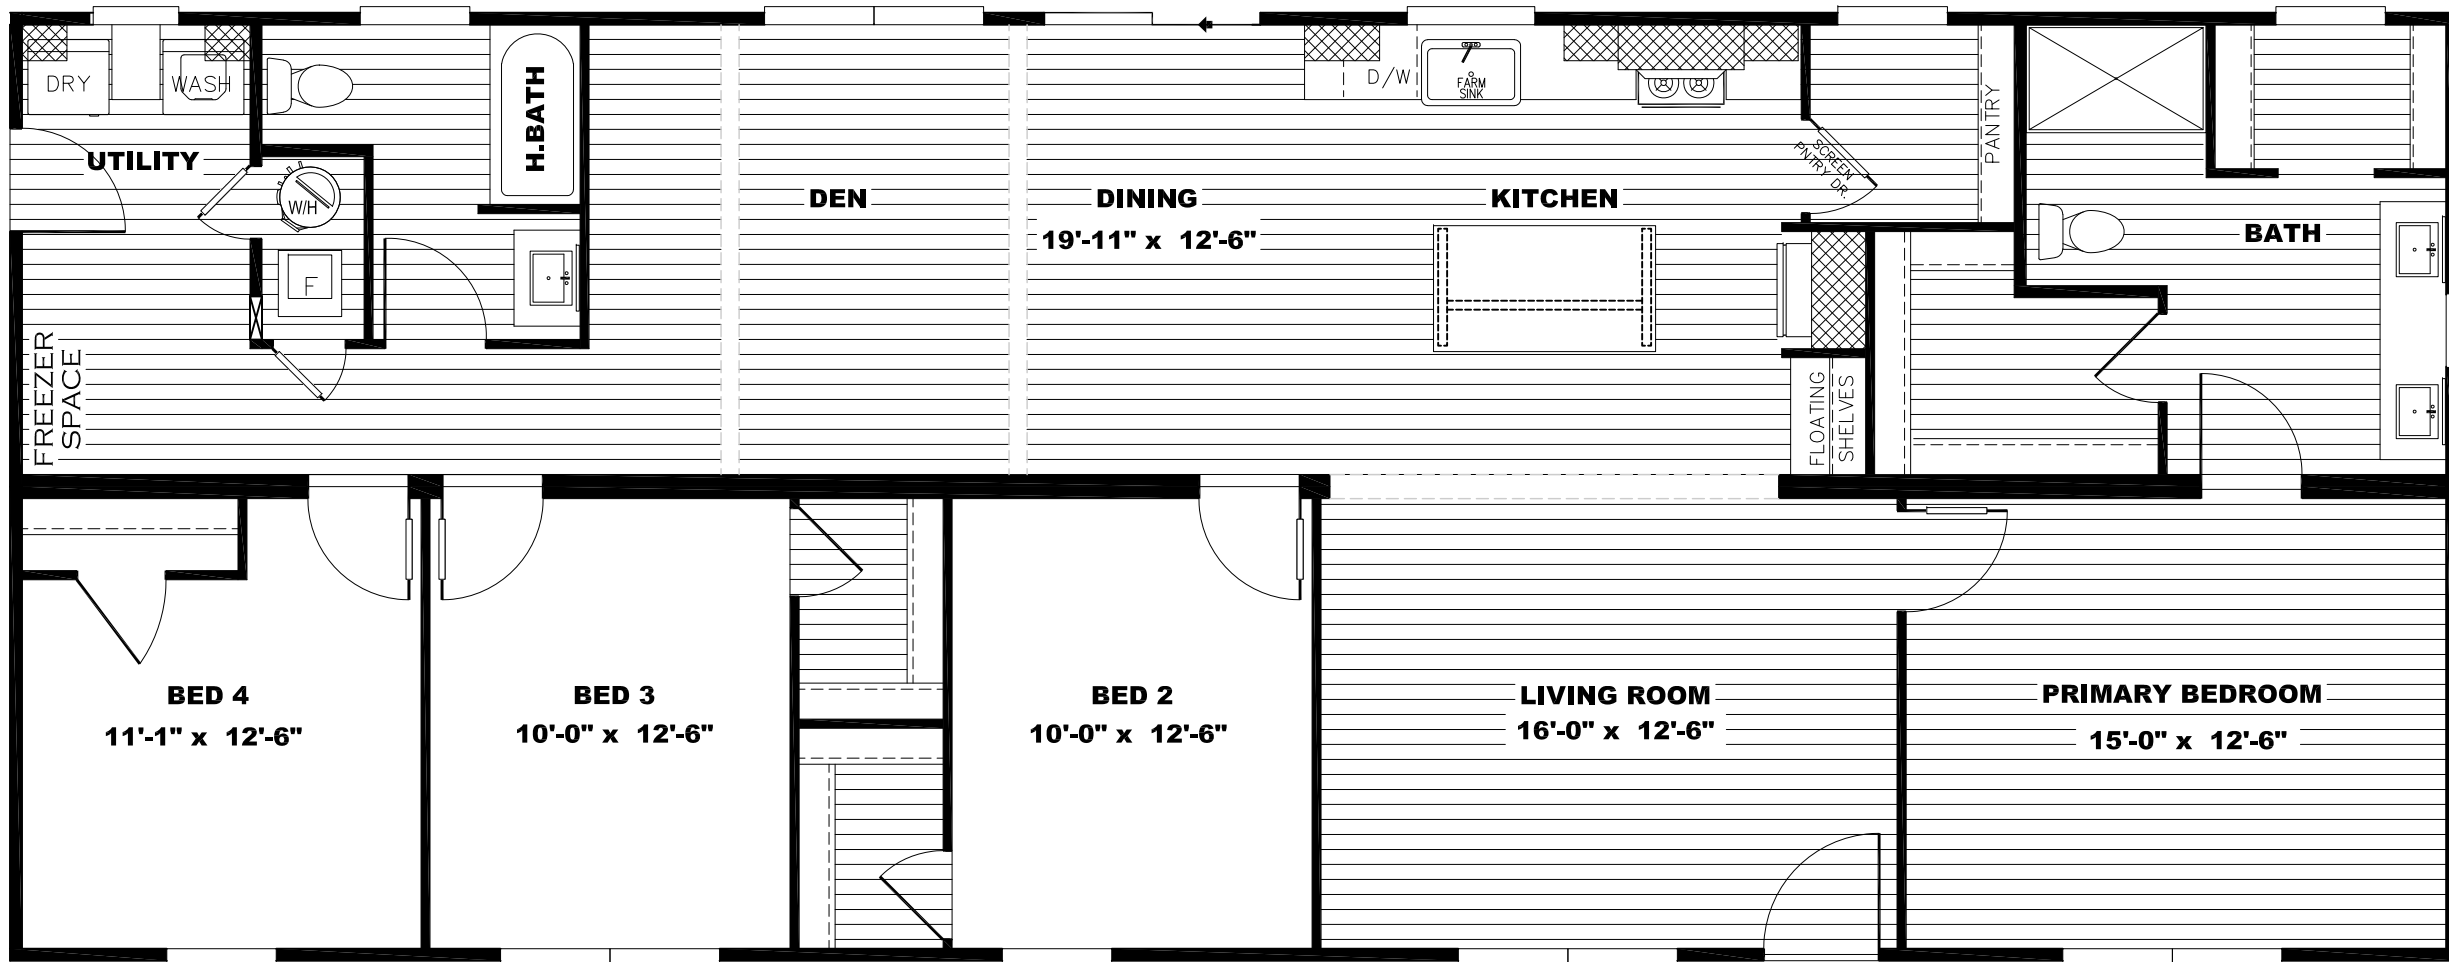 DRY
WASH
UTILITY
W/H
F
FREEZER
SPACE
H.BATH
DEN
DINING
19'-11" x 12'-6"
D/W
FARM
SINK
KITCHEN
SCREEN
PNTRY DR.
PANTRY
FLOATING
SHELVES
BATH
BED 4
11'-1" x 12'-6"
BED 3
10'-0" x 12'-6"
BED 2
10'-0" x 12'-6"
LIVING ROOM
16'-0" x 12'-6"
PRIMARY BEDROOM
15'-0" x 12'-6"